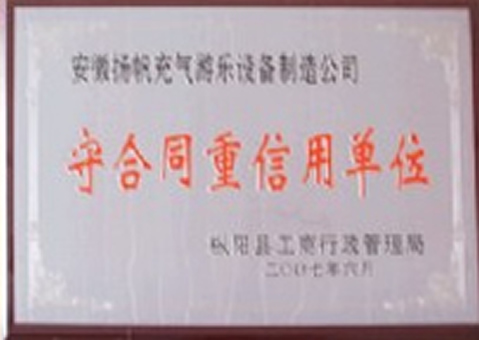 安徽扬帆充气游乐设备制造公司
守合同重信用单位
枞阳县工商行政管理局
二〇〇七年六月